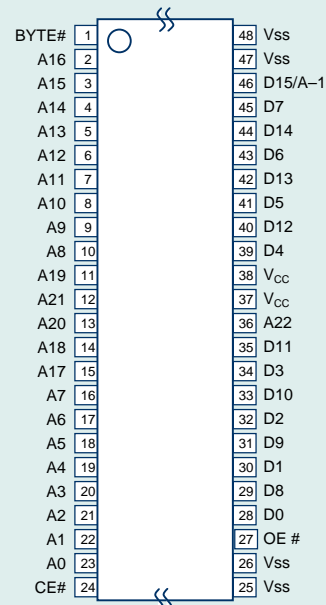 BYTE# 1 48 Vss
A16 2 47 Vss
A15 3 46 D15/A–1
A14 4 45 D7
A13 5 44 D14
A12 6 43 D6
A11 7 42 D13
A10 8 41 D5
A9 9 40 D12
A8 10 39 D4
A19 11 38 VCC
A21 12 37 VCC
A20 13 36 A22
A18 14 35 D11
A17 15 34 D3
A7 16 33 D10
A6 17 32 D2
A5 18 31 D9
A4 19 30 D1
A3 20 29 D8
A2 21 28 D0
A1 22 27 OE #
A0 23 26 Vss
CE# 24 25 Vss